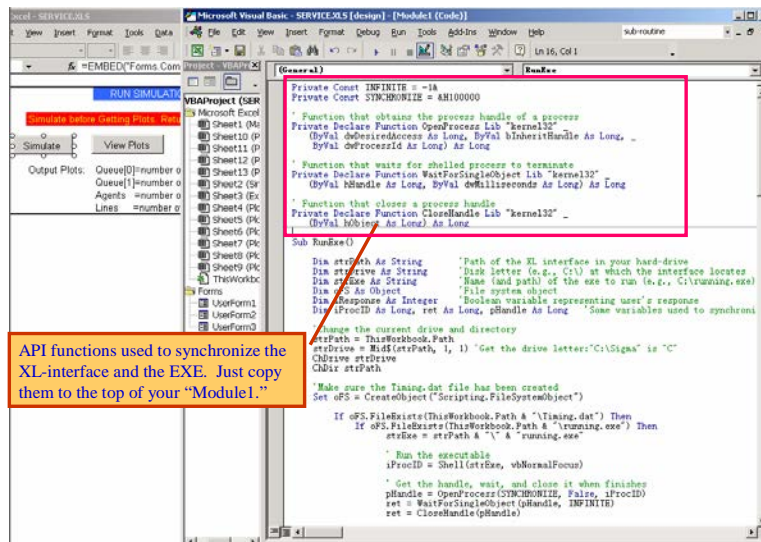 xcel - SERVICE.XLS
Microsoft Visual Basic - SERVICE.XLS [design] - [Module1 (Code)]
View Insert Format Tools Data
File Edit View Insert Format Debug Run Tools Add-Ins Window Help
sub-routine
Ln 16, Col 1
=EMBED("Forms.Com
Project - VBAPro
(General)
RunExe
RUN SIMULATIO
Simulate before Getting Plots. Retu
Simulate
View Plots
Output Plots:
Queue[0]=number o
Queue[1]=number o
Agents =number o
Lines =number o
VBAProject (SER
Microsoft Excel
Sheet1 (Ma
Sheet10 (P
Sheet11 (P
Sheet12 (P
Sheet13 (P
Sheet2 (Sir
Sheet3 (Ex
Sheet4 (Plc
Sheet5 (Plc
Sheet6 (Plc
Sheet7 (Plc
Sheet8 (Plc
Sheet9 (Plc
ThisWorkbo
Forms
UserForm1
UserForm2
UserForm3
Private Const INFINITE = -1&
Private Const SYNCHRONIZE = &H100000
' Function that obtains the process handle of a process
Private Declare Function OpenProcess Lib "kernel32" _
(ByVal dwDesiredAccess As Long, ByVal bInheritHandle As Long, _
ByVal dwProcessId As Long) As Long
' Function that waits for shelled process to terminate
Private Declare Function WaitForSingleObject Lib "kernel32" _
(ByVal hHandle As Long, ByVal dwMilliseconds As Long) As Long
' Function that closes a process handle
Private Declare Function CloseHandle Lib "kernel32" _
(ByVal hObject As Long) As Long
Sub RunExe()
Dim strPath As String 'Path of the XL interface in your hard-drive
Dim strDrive As String 'Disk letter (e.g., C:\) at which the interface locates
Dim strExe As String 'Name (and path) of the exe to run (e.g., C:\running.exe)
Dim oFS As Object 'File system object
Dim iResponse As Integer 'Boolean variable representing user's response
Dim iProcID As Long, ret As Long, pHandle As Long 'Some variables used to synchroni
'Change the current drive and directory
strPath = ThisWorkbook.Path
strDrive = Mid$(strPath, 1, 1) 'Get the drive letter:"C:\Sigma" is "C"
ChDrive strDrive
ChDir strPath
'Make sure the Timing.dat file has been created
Set oFS = CreateObject("Scripting.FileSystemObject")
If oFS.FileExists(ThisWorkbook.Path & "\Timing.dat") Then
If oFS.FileExists(ThisWorkbook.Path & "\running.exe") Then
strExe = strPath & "\" & "running.exe"
' Run the executable
iProcID = Shell(strExe, vbNormalFocus)
' Get the handle, wait, and close it when finishes
pHandle = OpenProcess(SYNCHRONIZE, False, iProcID)
ret = WaitForSingleObject(pHandle, INFINITE)
ret = CloseHandle(pHandle)
API functions used to synchronize the
XL-interface and the EXE. Just copy
them to the top of your “Module1.”